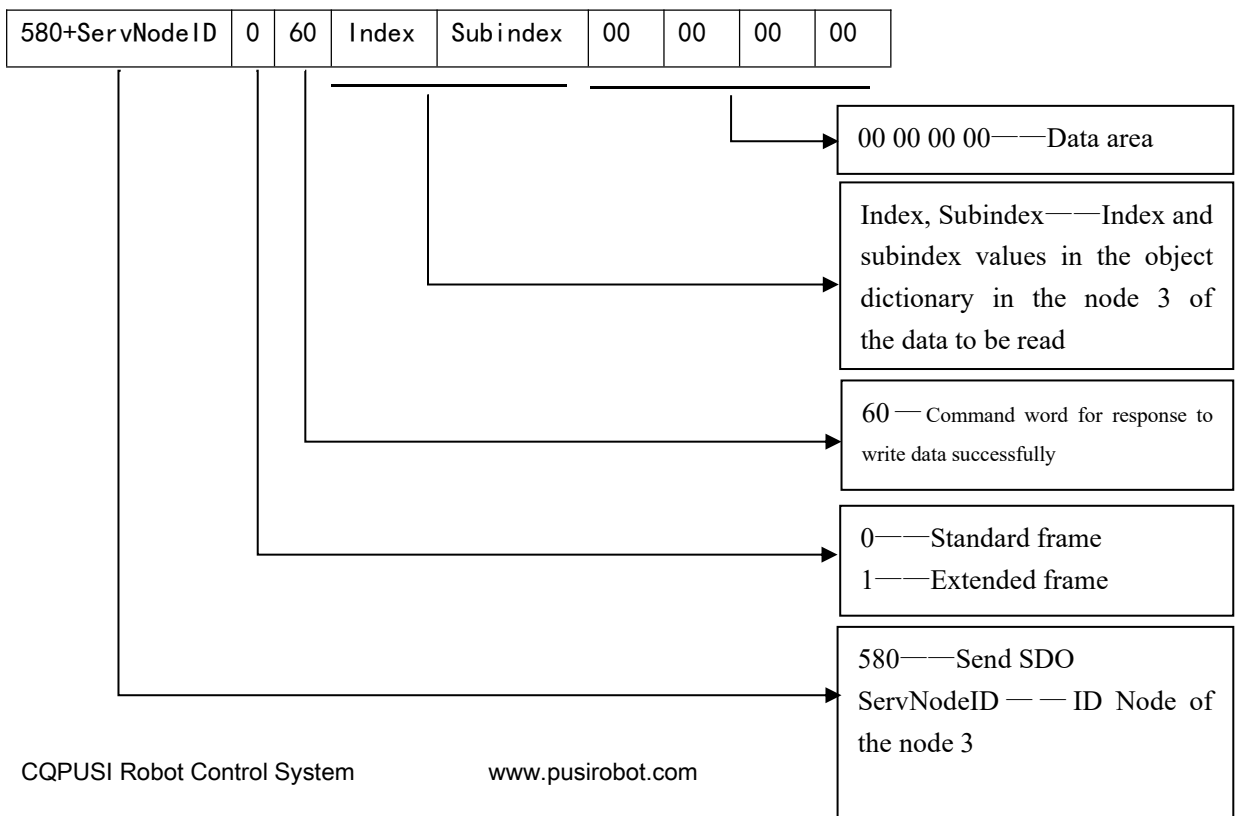 580+ServNodeID 0 60 Index Subindex 00 00 00 00
00 00 00 00——Data area
Index, Subindex——Index and
subindex values in the object
dictionary in the node 3 of
the data to be read
60—Command word for response to
write data successfully
0——Standard frame
1——Extended frame
580——Send SDO
ServNodeID——ID Node of
the node 3
CQPUSI Robot Control System www.pusirobot.com